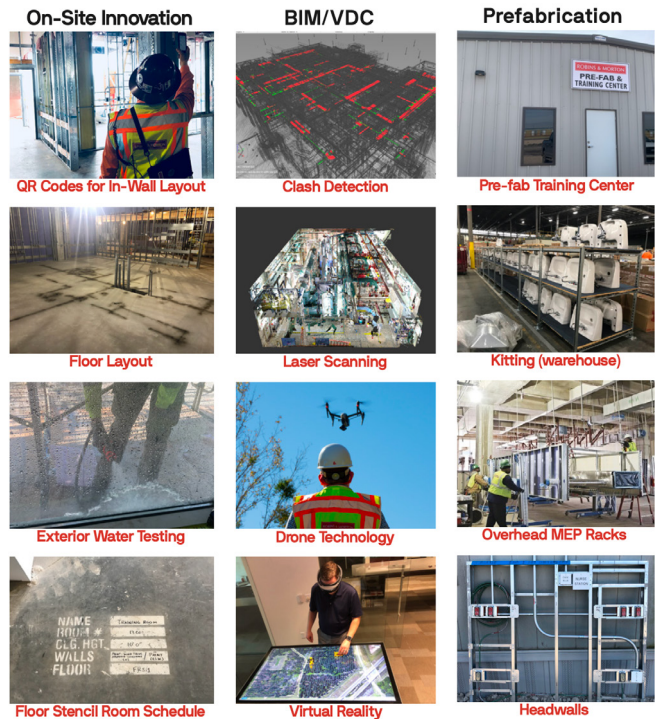 On-Site Innovation
BIM/VDC
Prefabrication
ROBINS & MORTON
PRE-FAB &
TRAINING CENTER
QR Codes for In-Wall Layout
Clash Detection
Pre-fab Training Center
Floor Layout
Laser Scanning
Kitting (warehouse)
Exterior Water Testing
Drone Technology
Overhead MEP Racks
NAME
ROOM #
CLG. HGT.
WALLS
FLOOR
Floor Stencil Room Schedule
Virtual Reality
Headwalls